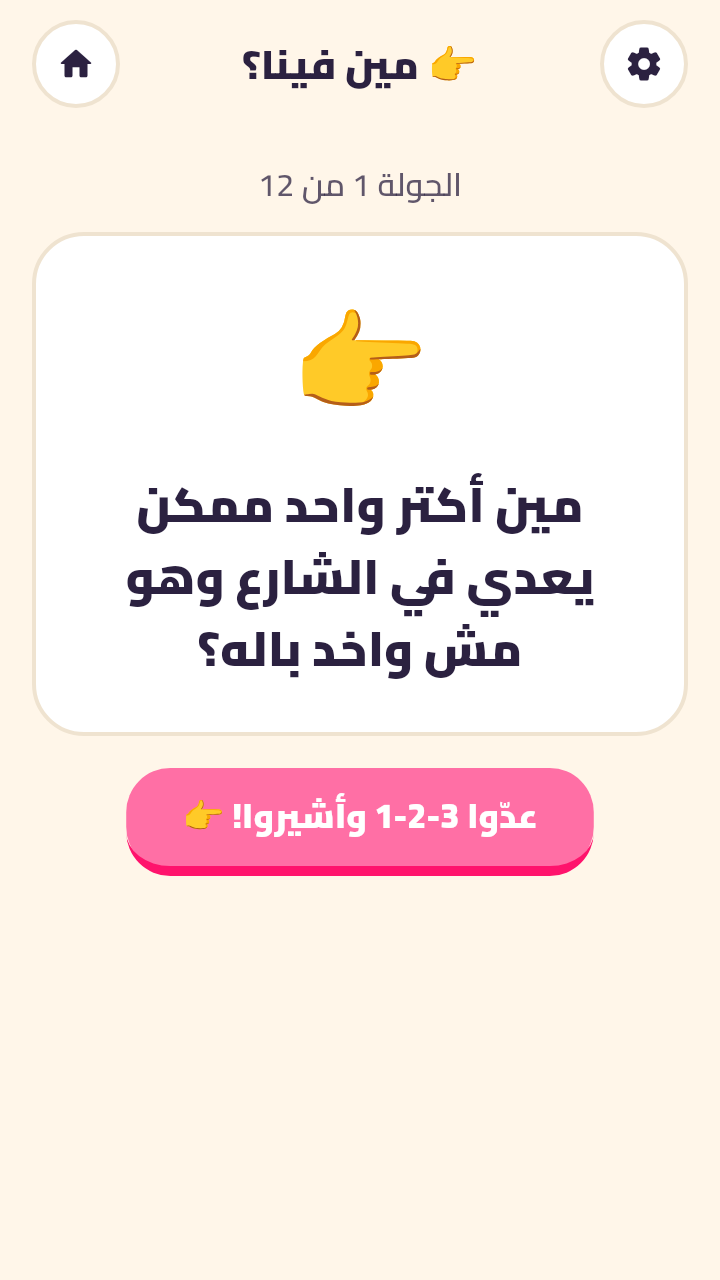 👉 مين فينا؟
الجولة 1 من 12
مين أكتر واحد ممكن
يعدي في الشارع وهو
مش واخد باله؟
عدّوا 3-2-1 وأشيروا! 👉